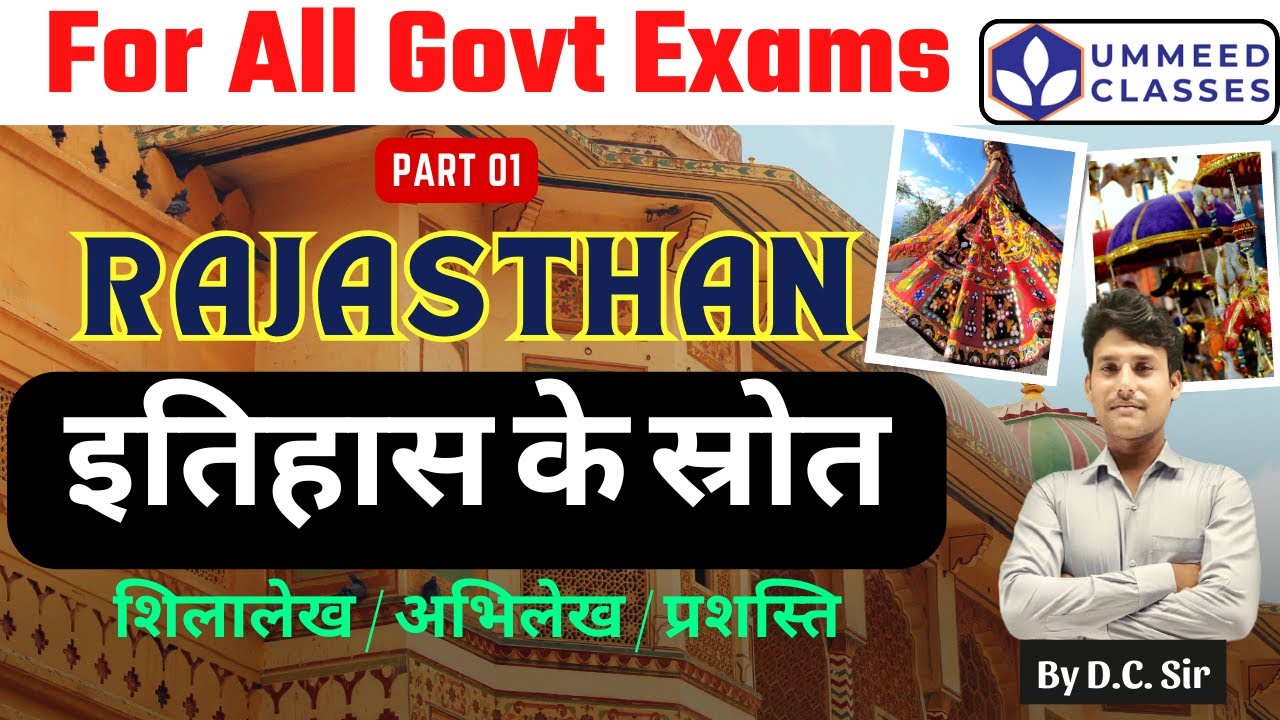 For All Govt Exams
UMMEED
CLASSES
PART 01
RAJASTHAN
इतिहास के स्रोत
शिलालेख / अभिलेख / प्रशस्ति
By D.C. Sir